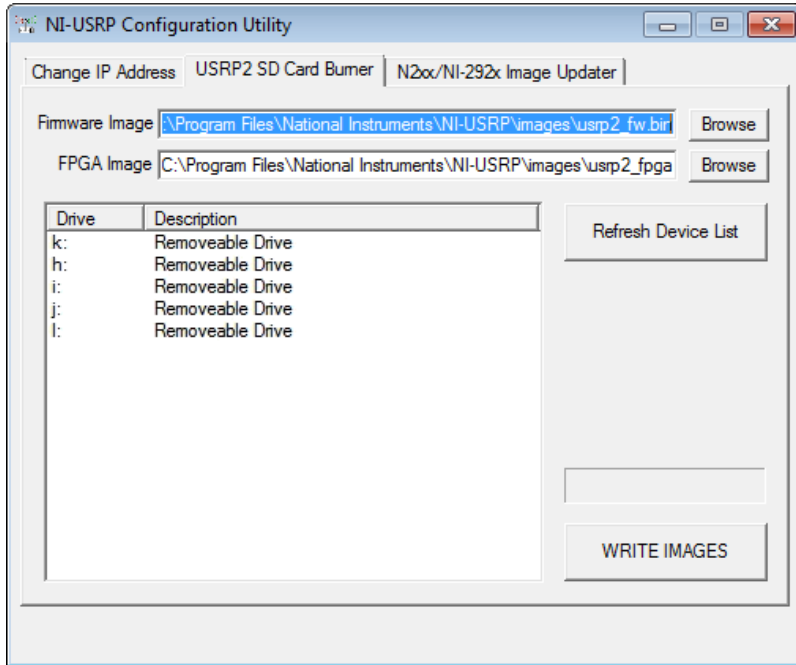 NI-USRP Configuration Utility
Change IP Address USRP2 SD Card Burner N2xx/NI-292x Image Updater
Firmware Image :\Program Files\National Instruments\NI-USRP\images\usrp2_fw.bin Browse
FPGA Image C:\Program Files\National Instruments\NI-USRP\images\usrp2_fpga Browse
Drive Description
k: Removeable Drive
h: Removeable Drive
i: Removeable Drive
j: Removeable Drive
l: Removeable Drive
Refresh Device List
WRITE IMAGES